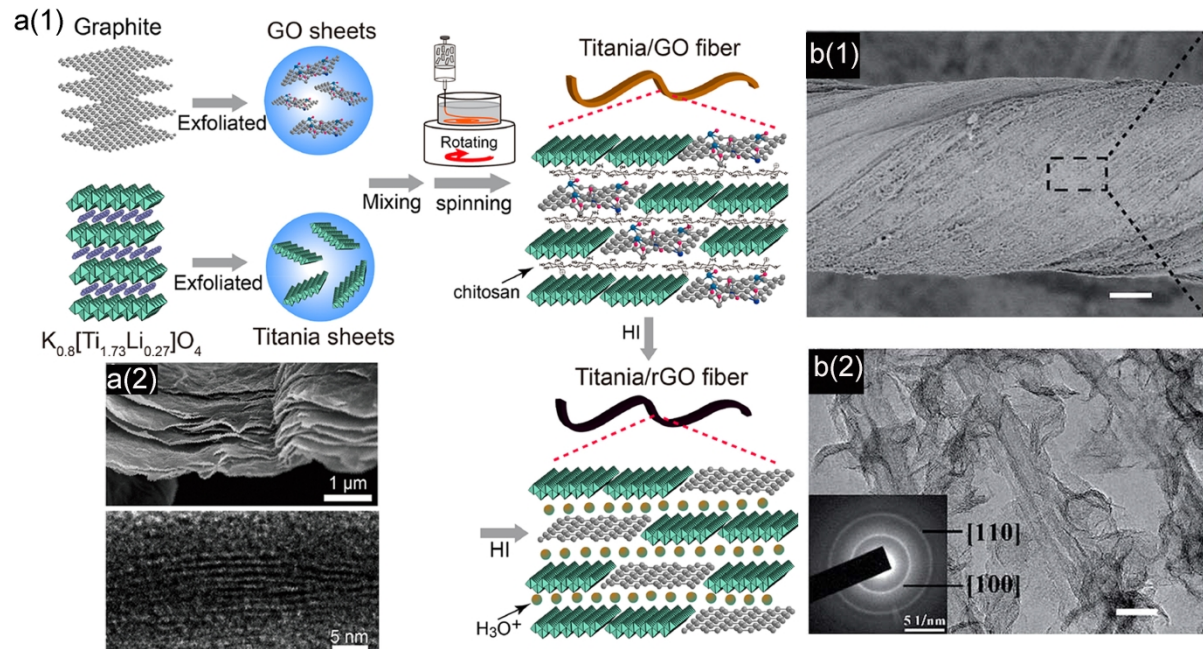 a(1)
Graphite
GO sheets
Exfoliated
Rotating
Mixing
spinning
Titania/GO fiber
K0.8[Ti1.73Li0.27]O4
Exfoliated
Titania sheets
chitosan
HI
a(2)
1 μm
5 nm
Titania/rGO fiber
HI
H3O+
b(1)
b(2)
[110]
[100]
5 1/nm